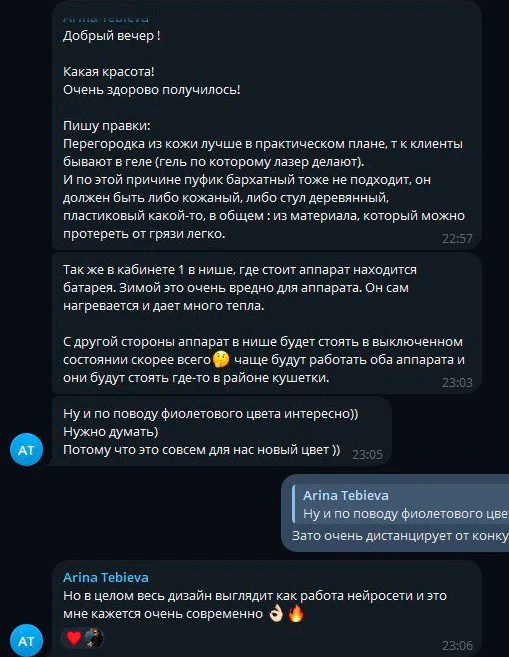 Arina Tebieva
Добрый вечер !
Какая красота!
Очень здорово получилось!
Пишу правки:
Перегородка из кожи лучше в практическом плане, т к клиенты
бывают в геле (гель по которому лазер делают).
И по этой причине пуфик бархатный тоже не подходит, он
должен быть либо кожаный, либо стул деревянный,
пластиковый какой-то, в общем : из материала, который можно
протереть от грязи легко.
22:57
Так же в кабинете 1 в нише, где стоит аппарат находится
батарея. Зимой это очень вредно для аппарата. Он сам
нагревается и дает много тепла.
С другой стороны аппарат в нише будет стоять в выключенном
состоянии скорее всего🤔 чаще будут работать оба аппарата и
они будут стоять где-то в районе кушетки.
23:03
Ну и по поводу фиолетового цвета интересно))
Нужно думать)
Потому что это совсем для нас новый цвет ))
23:05
AT
Arina Tebieva
Ну и по поводу фиолетового цве
Зато очень дистанцирует от конку
Arina Tebieva
Но в целом весь дизайн выглядит как работа нейросети и это
мне кажется очень современно 👌🏻🔥
23:06
AT